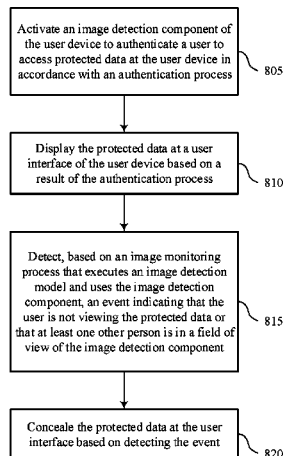 Activate an image detection component of
the user device to authenticate a user to
access protected data at the user device in
accordance with an authentication process
805
Display the protected data at a user
interface of the user device based on a
result of the authentication process
810
Detect, based on an image monitoring
process that executes an image detection
model and uses the image detection
component, an event indicating that the
user is not viewing the protected data or
that at least one other person is in a field of
view of the image detection component
815
Conceale the protected data at the user
interface based on detecting the event
820